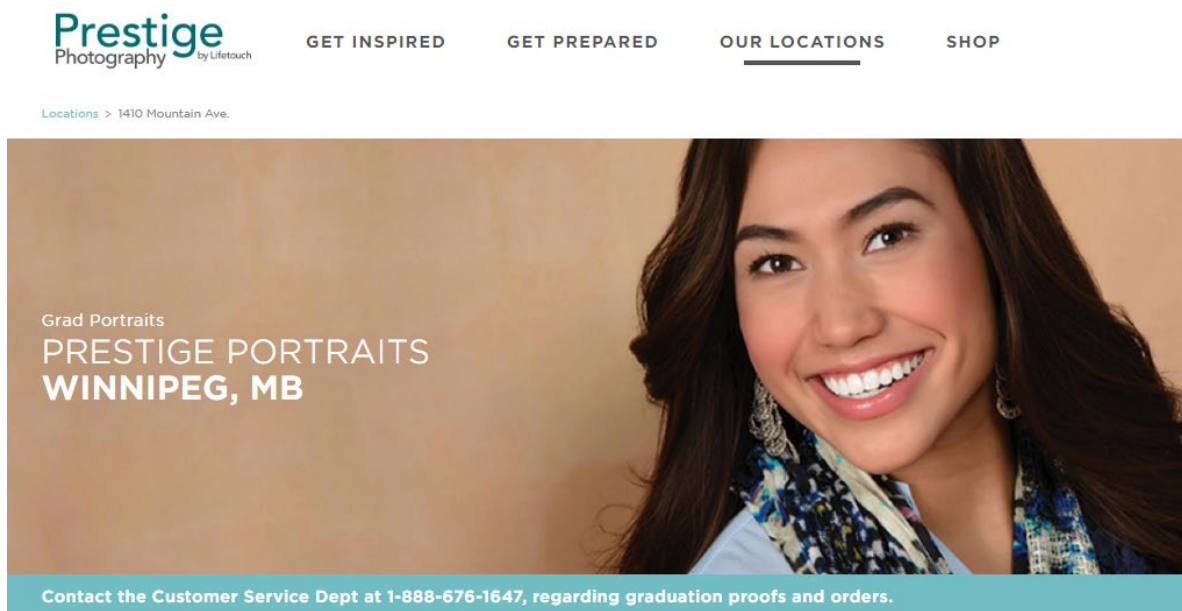 Prestige
Photography by Lifetouch
GET INSPIRED GET PREPARED OUR LOCATIONS SHOP
Locations > 1410 Mountain Ave.
Grad Portraits
PRESTIGE PORTRAITS
WINNIPEG, MB
Contact the Customer Service Dept at 1-888-676-1647, regarding graduation proofs and orders.